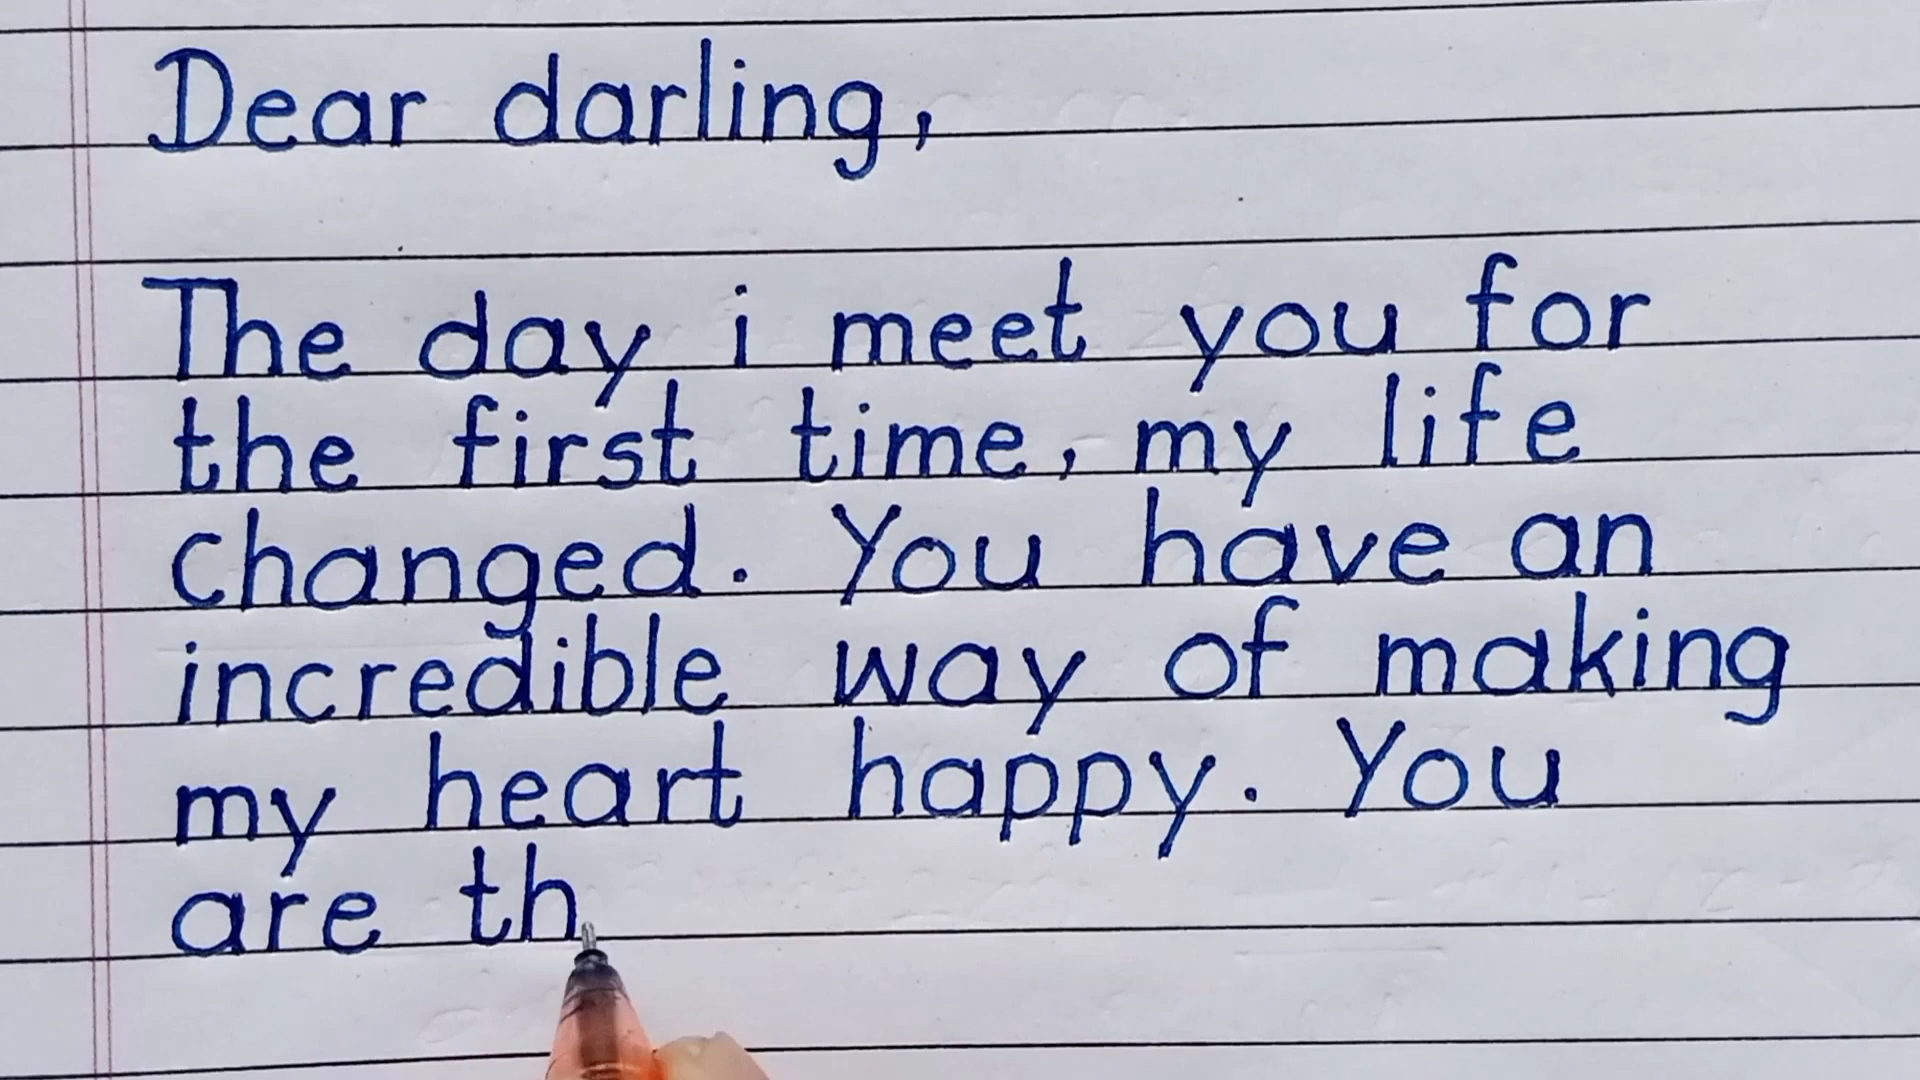 Dear darling,
The day i meet you for
the first time, my life
changed. You have an
incredible way of making
my heart happy. You
are th